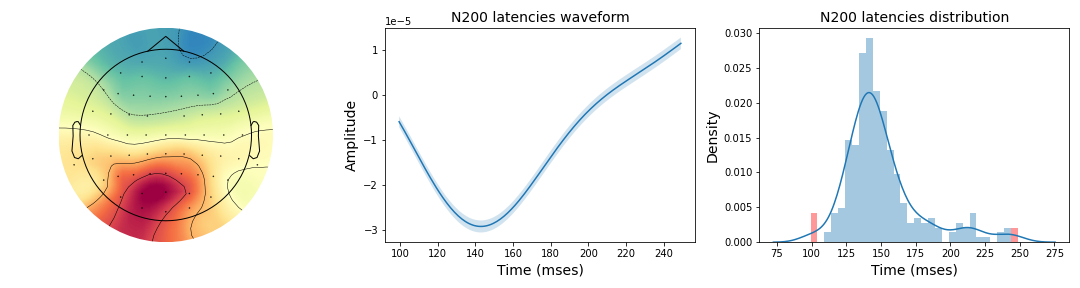 N200 latencies waveform
1e−5
1
0
−1
−2
−3
Amplitude
100 120 140 160 180 200 220 240
Time (mses)
N200 latencies distribution
0.030
0.025
0.020
0.015
0.010
0.005
0.000
Density
75 100 125 150 175 200 225 250 275
Time (mses)